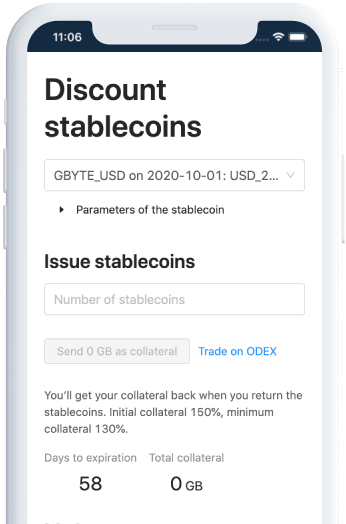 11:06
Discount
stablecoins
GBYTE_USD on 2020-10-01: USD_2...
Parameters of the stablecoin
Issue stablecoins
Number of stablecoins
Send 0 GB as collateral Trade on ODEX
You'll get your collateral back when you return the
stablecoins. Initial collateral 150%, minimum
collateral 130%.
Days to expiration Total collateral
58 0 GB